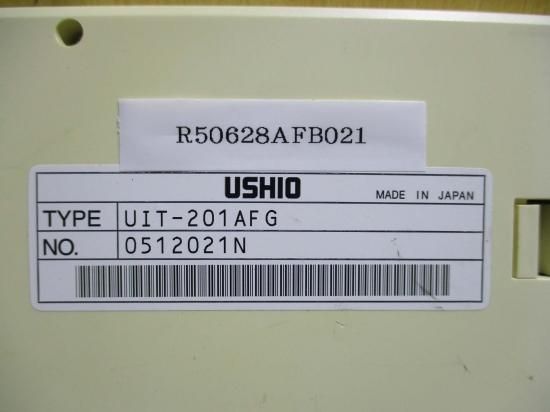 R50628AFB021
USHIO MADE IN JAPAN
TYPE UIT-201AFG
NO. 0512021N